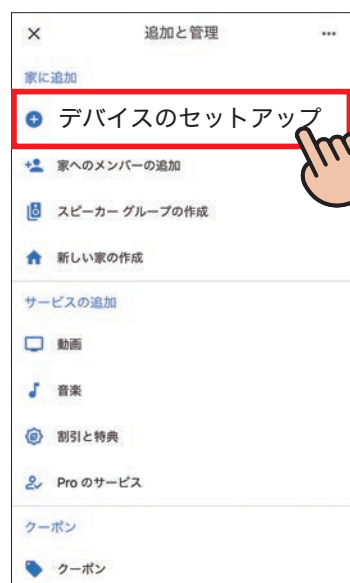 追加と管理
家に追加
デバイスのセットアップ
家へのメンバーの追加
スピーカー グループの作成
新しい家の作成
サービスの追加
動画
音楽
割引と特典
Pro のサービス
クーポン
クーポン